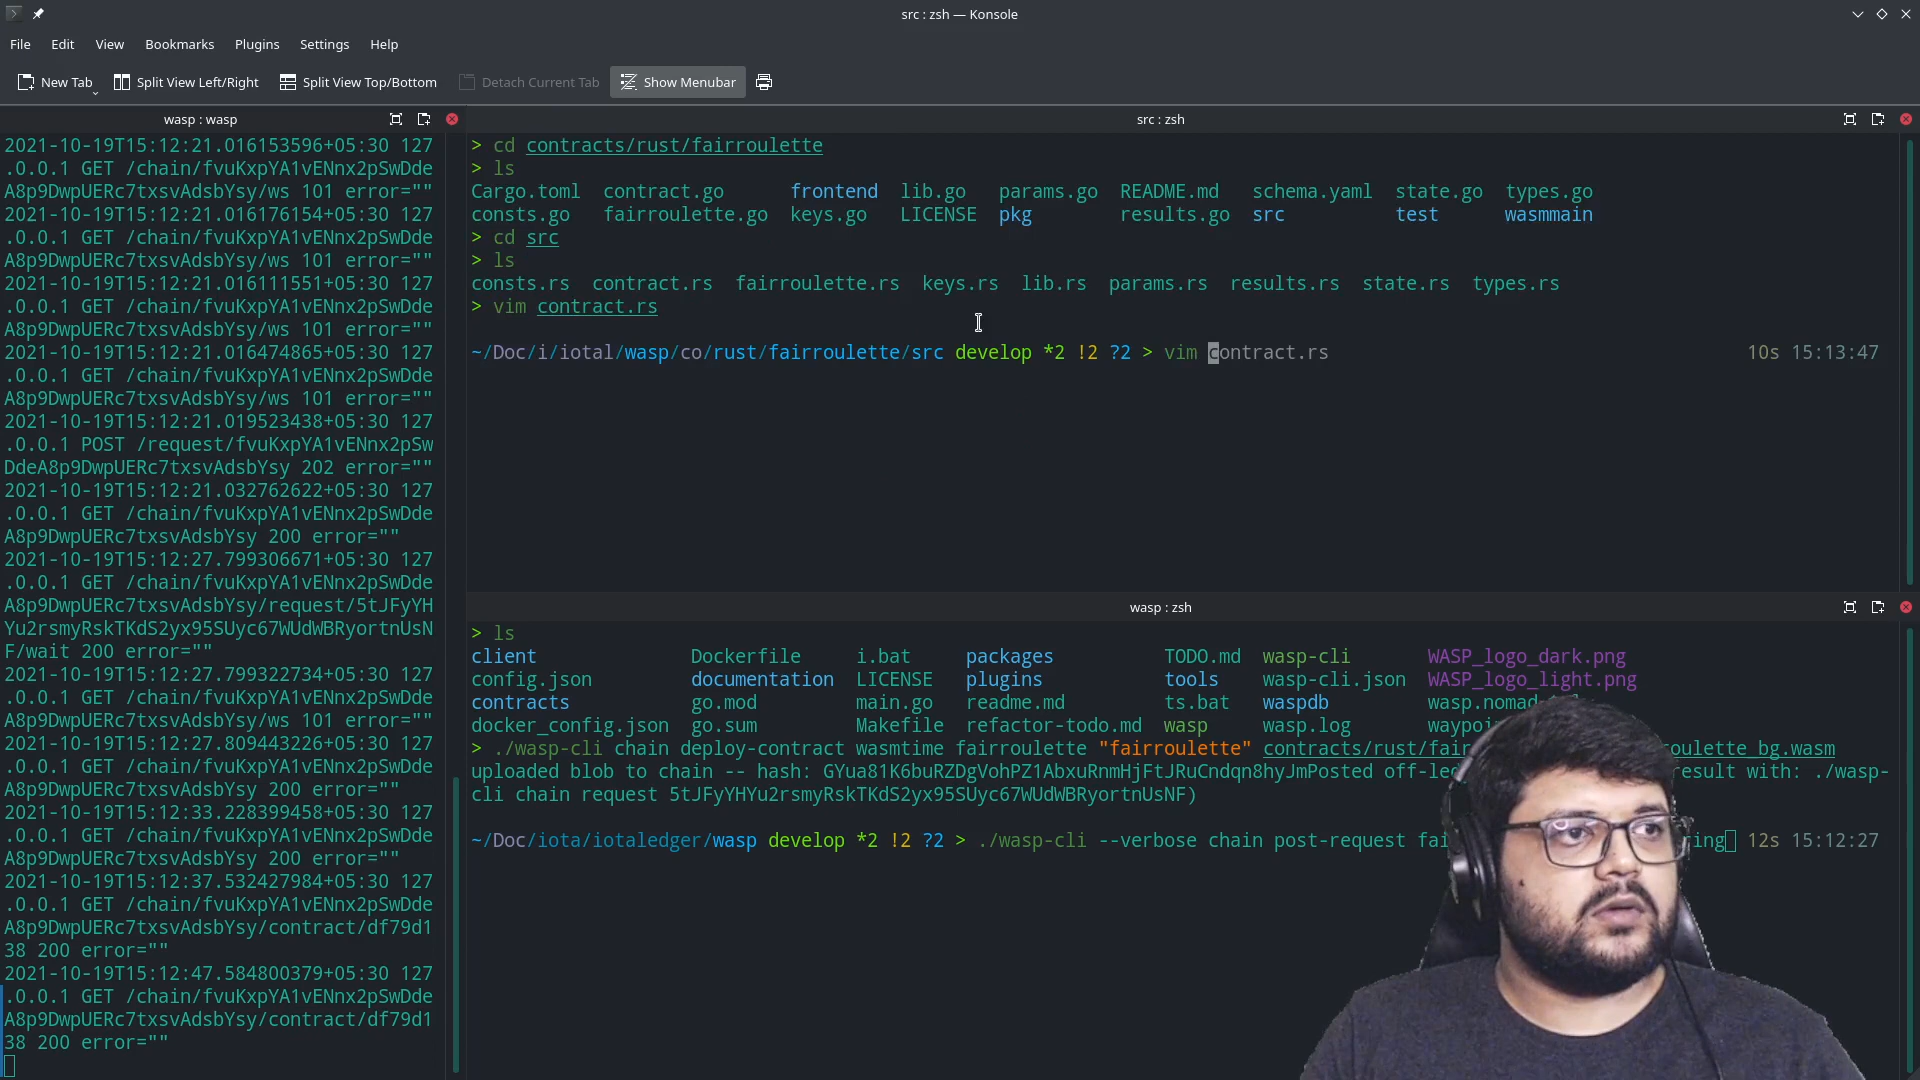 src : zsh — Konsole
File Edit View Bookmarks Plugins Settings Help
New Tab Split View Left/Right Split View Top/Bottom Detach Current Tab Show Menubar
wasp : wasp
2021-10-19T15:12:21.016153596+05:30 127
.0.0.1 GET /chain/fvuKxpYA1vENnx2pSwDde
A8p9DwpUERc7txsvAdsbYsy/ws 101 error=""
2021-10-19T15:12:21.016176154+05:30 127
.0.0.1 GET /chain/fvuKxpYA1vENnx2pSwDde
A8p9DwpUERc7txsvAdsbYsy/ws 101 error=""
2021-10-19T15:12:21.016111551+05:30 127
.0.0.1 GET /chain/fvuKxpYA1vENnx2pSwDde
A8p9DwpUERc7txsvAdsbYsy/ws 101 error=""
2021-10-19T15:12:21.016474865+05:30 127
.0.0.1 GET /chain/fvuKxpYA1vENnx2pSwDde
A8p9DwpUERc7txsvAdsbYsy/ws 101 error=""
2021-10-19T15:12:21.019523438+05:30 127
.0.0.1 POST /request/fvuKxpYA1vENnx2pSw
DdeA8p9DwpUERc7txsvAdsbYsy 202 error=""
2021-10-19T15:12:21.032762622+05:30 127
.0.0.1 GET /chain/fvuKxpYA1vENnx2pSwDde
A8p9DwpUERc7txsvAdsbYsy 200 error=""
2021-10-19T15:12:27.799306671+05:30 127
.0.0.1 GET /chain/fvuKxpYA1vENnx2pSwDde
A8p9DwpUERc7txsvAdsbYsy/request/5tJFyYH
Yu2rsmyRskTKdS2yx95SUyc67WUdWBRyortnUsN
F/wait 200 error=""
2021-10-19T15:12:27.799322734+05:30 127
.0.0.1 GET /chain/fvuKxpYA1vENnx2pSwDde
A8p9DwpUERc7txsvAdsbYsy/ws 101 error=""
2021-10-19T15:12:27.809443226+05:30 127
.0.0.1 GET /chain/fvuKxpYA1vENnx2pSwDde
A8p9DwpUERc7txsvAdsbYsy 200 error=""
2021-10-19T15:12:33.228399458+05:30 127
.0.0.1 GET /chain/fvuKxpYA1vENnx2pSwDde
A8p9DwpUERc7txsvAdsbYsy 200 error=""
2021-10-19T15:12:37.532427984+05:30 127
.0.0.1 GET /chain/fvuKxpYA1vENnx2pSwDde
A8p9DwpUERc7txsvAdsbYsy/contract/df79d1
38 200 error=""
2021-10-19T15:12:47.584800379+05:30 127
.0.0.1 GET /chain/fvuKxpYA1vENnx2pSwDde
A8p9DwpUERc7txsvAdsbYsy/contract/df79d1
38 200 error=""
src : zsh
> cd contracts/rust/fairroulette
> ls
Cargo.toml contract.go frontend lib.go params.go README.md schema.yaml state.go types.go
consts.go fairroulette.go keys.go LICENSE pkg results.go src test wasmmain
> cd src
> ls
consts.rs contract.rs fairroulette.rs keys.rs lib.rs params.rs results.rs state.rs types.rs
> vim contract.rs
~/Doc/i/iotal/wasp/co/rust/fairroulette/src develop *2 !2 ?2 > vim contract.rs 10s 15:13:47
wasp : zsh
> ls
client Dockerfile i.bat packages TODO.md wasp-cli WASP_logo_dark.png
config.json documentation LICENSE plugins tools wasp-cli.json WASP_logo_light.png
contracts go.mod main.go readme.md ts.bat waspdb
docker_config.json go.sum Makefile refactor-todo.md wasp wasp.log
> ./wasp-cli chain deploy-contract wasmtime fairroulette "fairroulette" contracts/rust/fair roulette_bg.wasm
uploaded blob to chain -- hash: GYua81K6buRZDgVohPZ1AbxuRnmHjFtJRuCndqn8hyJmPosted off-led result with: ./wasp-
cli chain request 5tJFyYHYu2rsmyRskTKdS2yx95SUyc67WUdWBRyortnUsNF)
~/Doc/iota/iotaledger/wasp develop *2 !2 ?2 > ./wasp-cli --verbose chain post-request fai ring 12s 15:12:27